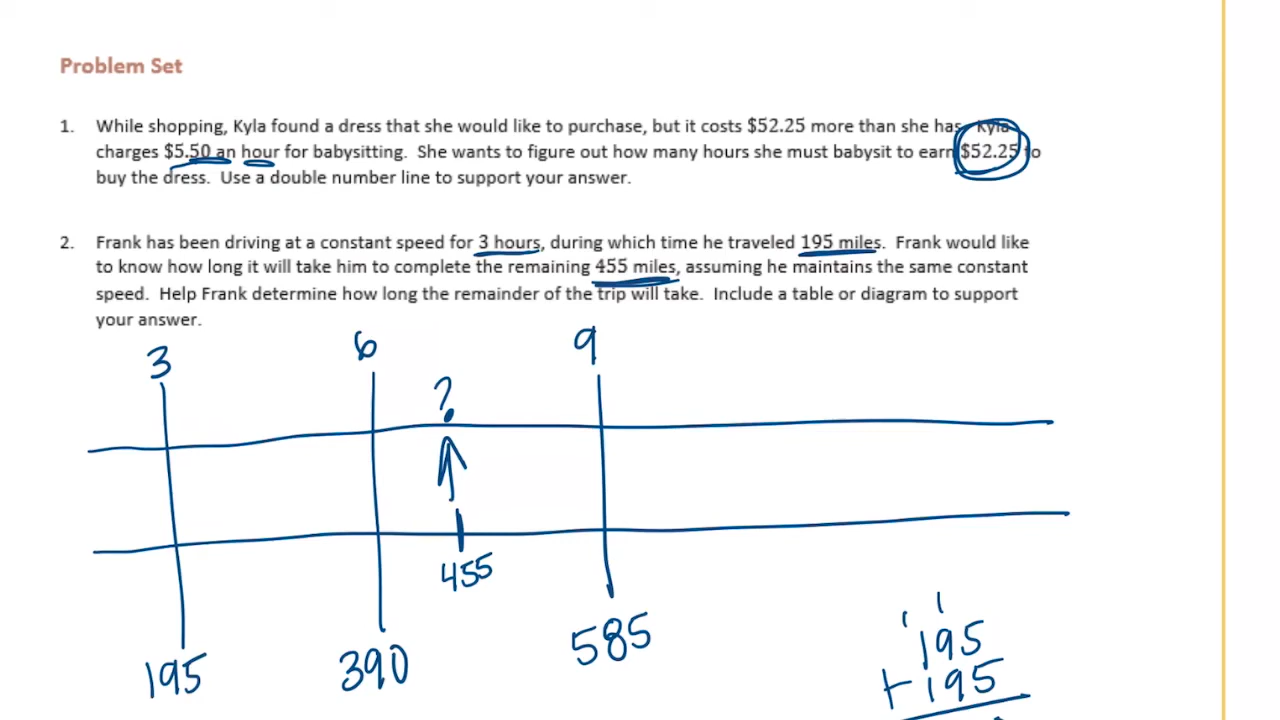 Problem Set
1. While shopping, Kyla found a dress that she would like to purchase, but it costs $52.25 more than she has. Kyla
charges $5.50 an hour for babysitting. She wants to figure out how many hours she must babysit to earn $52.25 to
buy the dress. Use a double number line to support your answer.
2. Frank has been driving at a constant speed for 3 hours, during which time he traveled 195 miles. Frank would like
to know how long it will take him to complete the remaining 455 miles, assuming he maintains the same constant
speed. Help Frank determine how long the remainder of the trip will take. Include a table or diagram to support
your answer.
3 6 9
?
455
195 390 585
1 1
195
+ 195